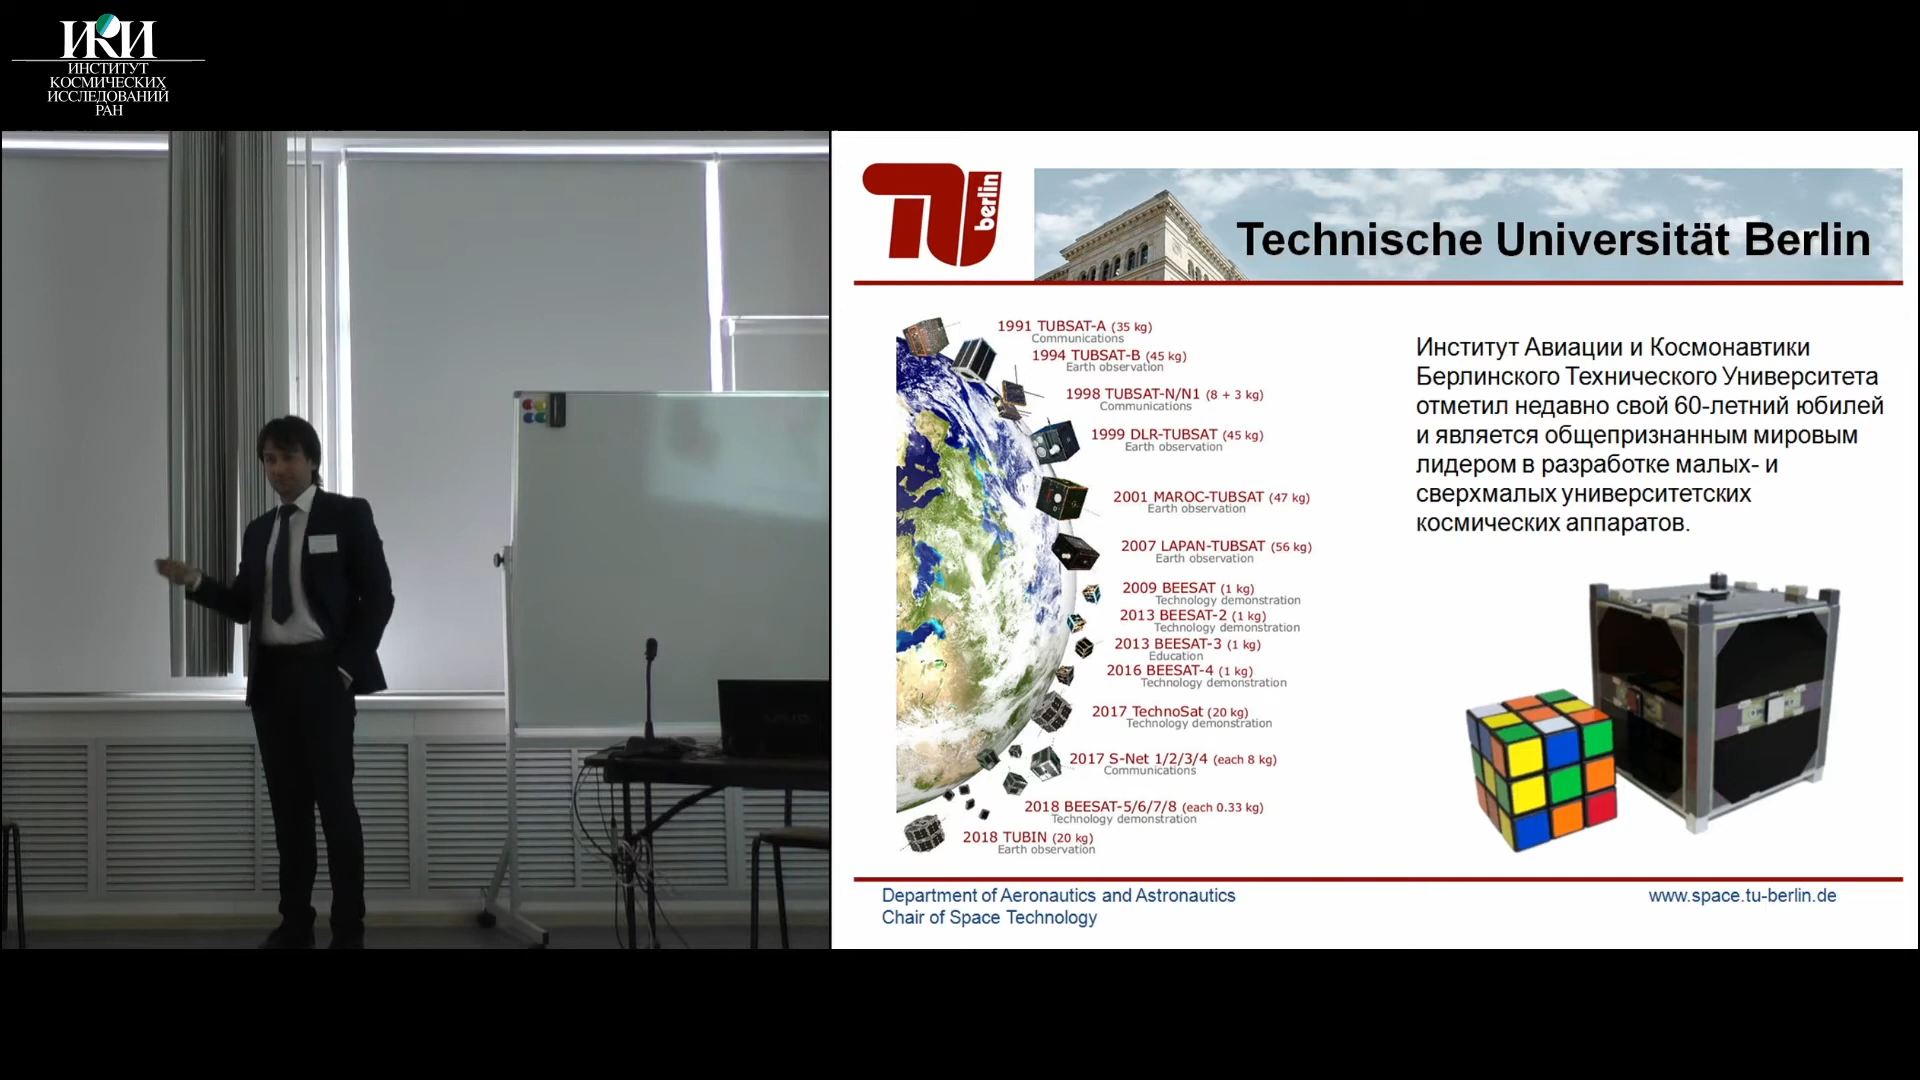 ИКИ
ИНСТИТУТ
КОСМИЧЕСКИХ
ИССЛЕДОВАНИЙ
РАН
TU berlin
Technische Universität Berlin
1991 TUBSAT-A (35 kg)
Communications
1994 TUBSAT-B (45 kg)
Earth observation
1998 TUBSAT-N/N1 (8 + 3 kg)
Communications
1999 DLR-TUBSAT (45 kg)
Earth observation
2001 MAROC-TUBSAT (47 kg)
Earth observation
2007 LAPAN-TUBSAT (56 kg)
Earth observation
2009 BEESAT (1 kg)
Technology demonstration
2013 BEESAT-2 (1 kg)
Technology demonstration
2013 BEESAT-3 (1 kg)
Education
2016 BEESAT-4 (1 kg)
Technology demonstration
2017 TechnoSat (20 kg)
Technology demonstration
2017 S-Net 1/2/3/4 (each 8 kg)
Communications
2018 BEESAT-5/6/7/8 (each 0.33 kg)
Technology demonstration
2018 TUBIN (20 kg)
Earth observation
Институт Авиации и Космонавтики
Берлинского Технического Университета
отметил недавно свой 60-летний юбилей
и является общепризнанным мировым
лидером в разработке малых- и
сверхмалых университетских
космических аппаратов.
Department of Aeronautics and Astronautics
Chair of Space Technology
www.space.tu-berlin.de